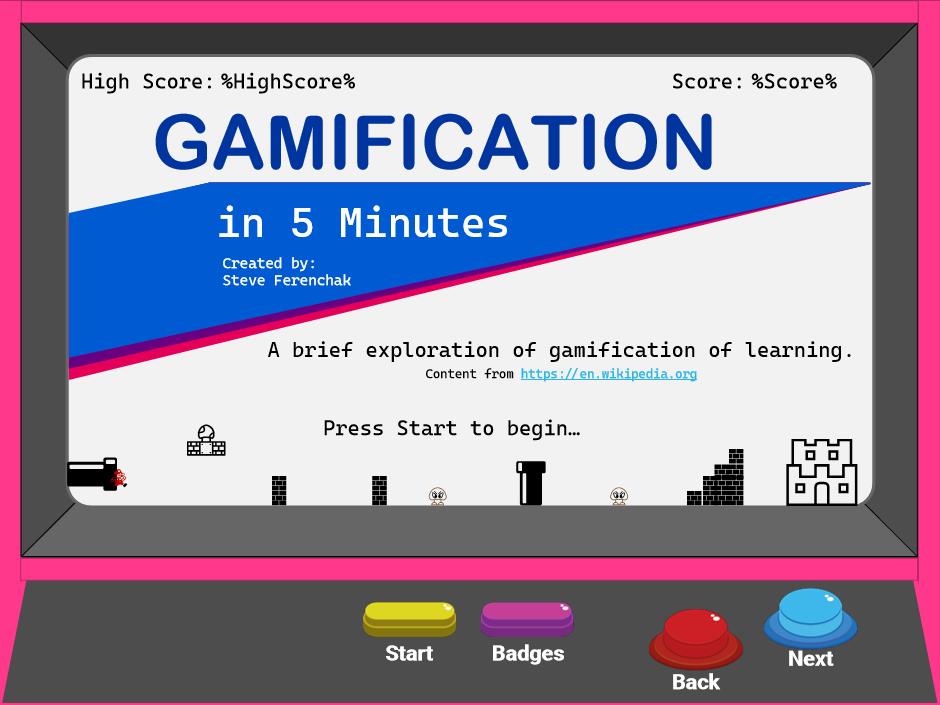 High Score: %HighScore%
Score: %Score%
GAMIFICATION
in 5 Minutes
Created by:
Steve Ferenchak
A brief exploration of gamification of learning.
Content from https://en.wikipedia.org
Press Start to begin…
Start
Badges
Back
Next